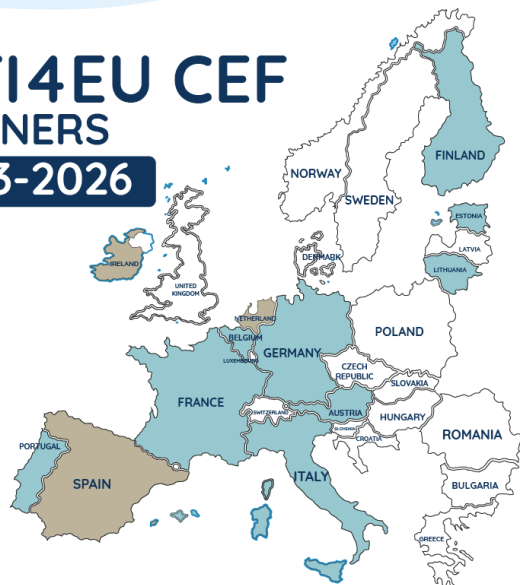 I4EU CEF
NERS
3-2026
FINLAND
NORWAY
SWEDEN
ESTONIA
LATVIA
DENMARK
IRELAND
LITHUANIA
UNITED
KINGDOM
NETHERLAND
POLAND
BELGIUM
GERMANY
LUXEMBOURG
CZECH
REPUBLIC
SLOVAKIA
FRANCE
SWITZERLAND
AUSTRIA
HUNGARY
SLOVENIA
CROATIA
ROMANIA
PORTUGAL
ITALY
SPAIN
BULGARIA
GREECE